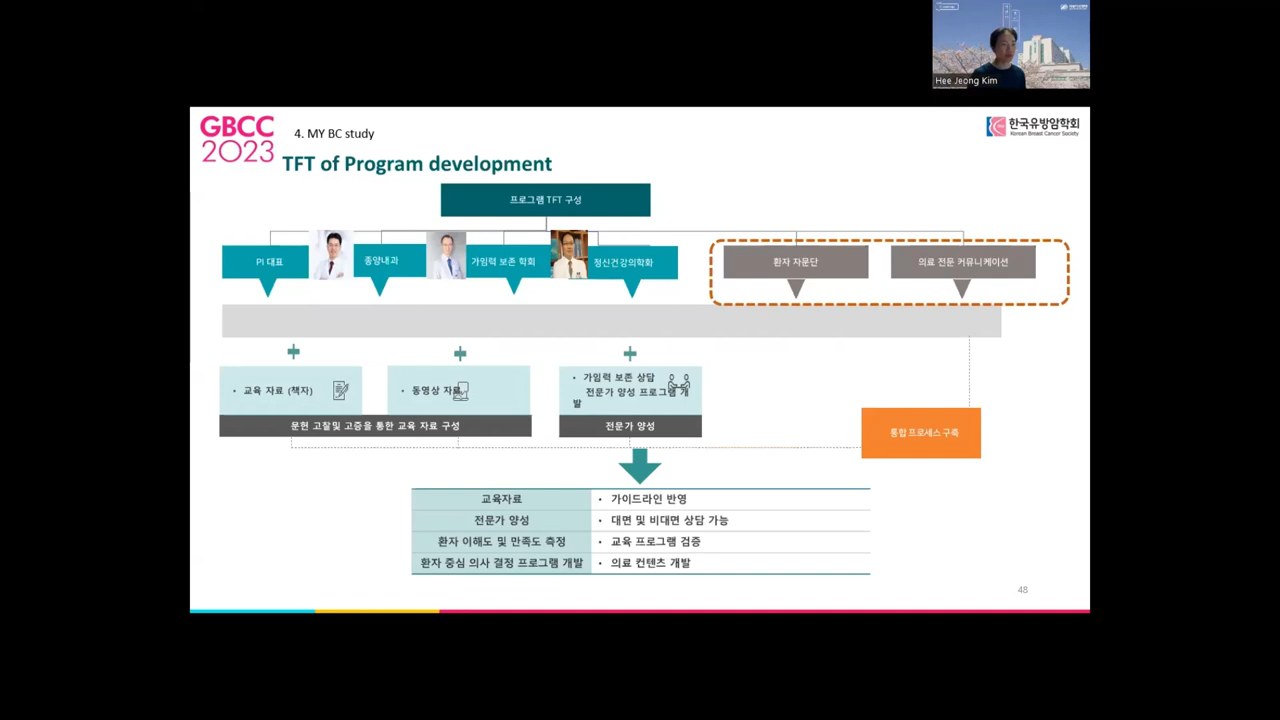 Hee Jeong Kim
GBCC
2023
4. MY BC study
한국유방암학회
Korean Breast Cancer Society
TFT of Program development
프로그램 TFT 구성
PI 대표
종양내과
가임력 보존 학회
정신건강의학화
환자 자문단
의료 전문 커뮤니케이션
• 교육 자료 (책자)
• 동영상 자료
• 가임력 보존 상담
전문가 양성 프로그램 개
발
문헌 고찰및 고증을 통한 교육 자료 구성
전문가 양성
통합 프로세스 구축
교육자료
• 가이드라인 반영
전문가 양성
• 대면 및 비대면 상담 가능
환자 이해도 및 만족도 측정
• 교육 프로그램 검증
환자 중심 의사 결정 프로그램 개발
• 의료 컨텐츠 개발
48